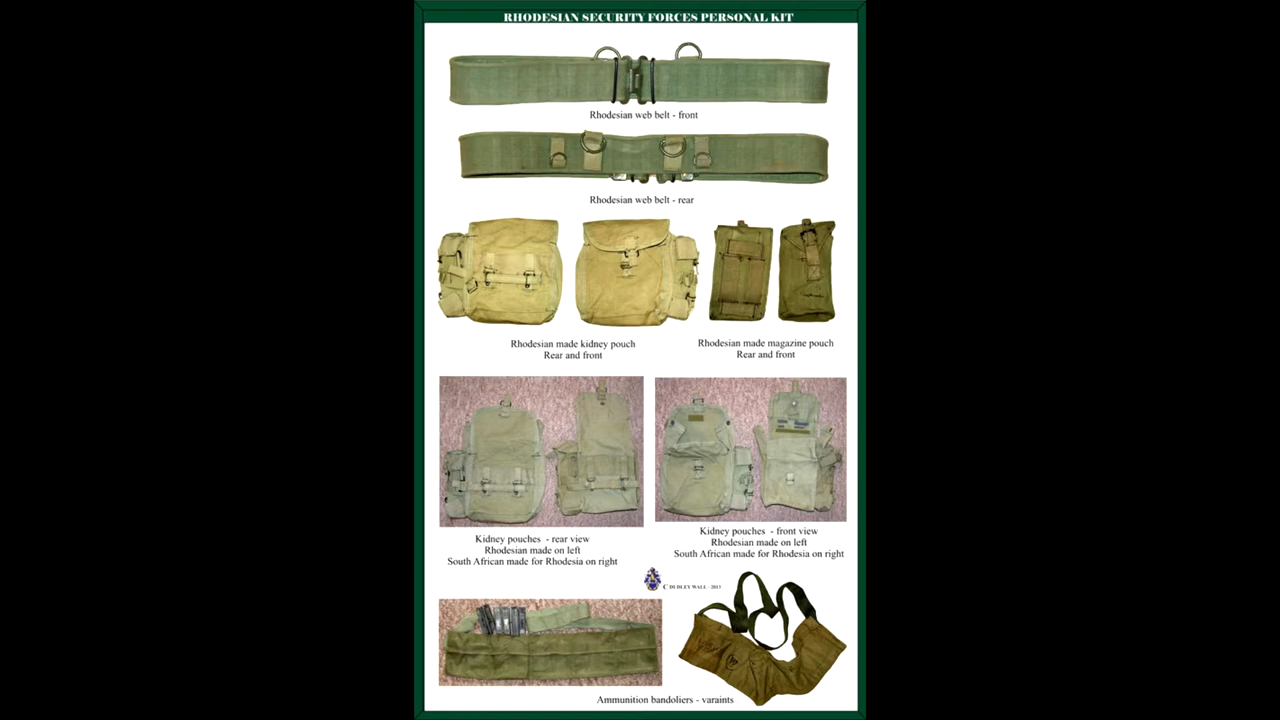 RHODESIAN SECURITY FORCES PERSONAL KIT
Rhodesian web belt - front
Rhodesian web belt - rear
Rhodesian made kidney pouch
Rear and front
Rhodesian made magazine pouch
Rear and front
Kidney pouches - rear view
Rhodesian made on left
South African made for Rhodesia on right
Kidney pouches - front view
Rhodesian made on left
South African made for Rhodesia on right
C DUDLEY WALL - 2013
Ammunition bandoliers - varaints